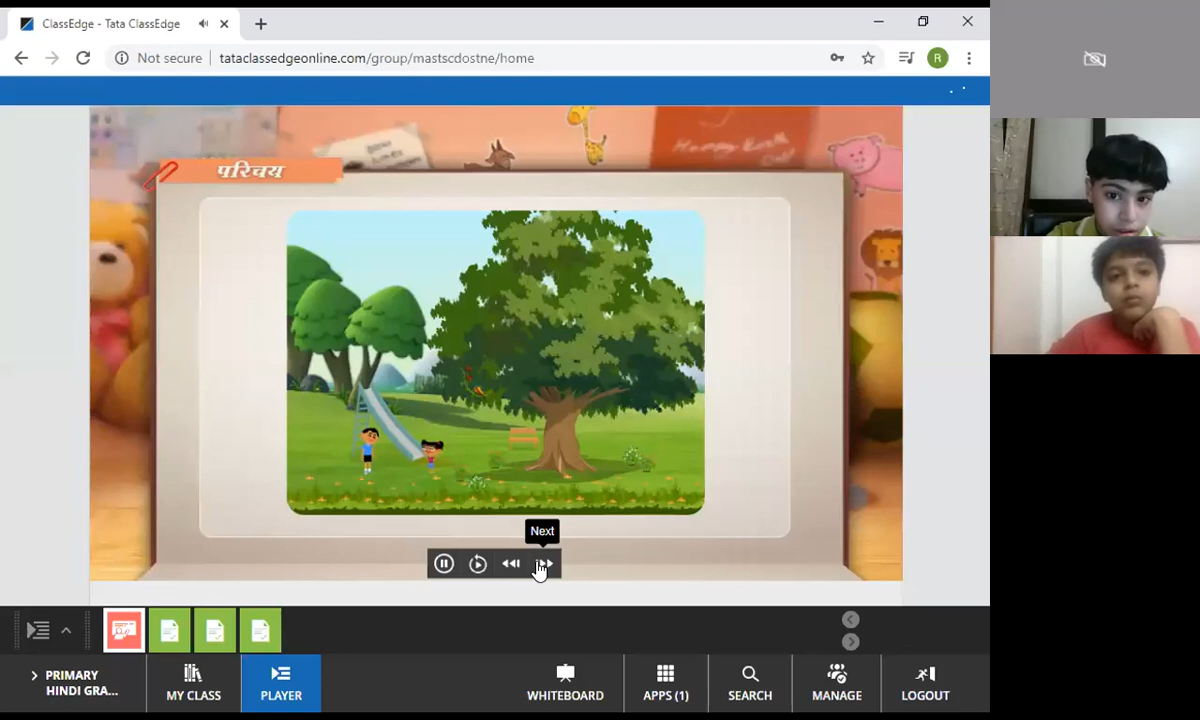 ClassEdge - Tata ClassEdge
Not secure
tataclassedgeonline.com/group/mastscdostne/home
R
परिचय
Next
PRIMARY
HINDI GRA...
MY CLASS
PLAYER
WHITEBOARD
APPS (1)
SEARCH
MANAGE
LOGOUT